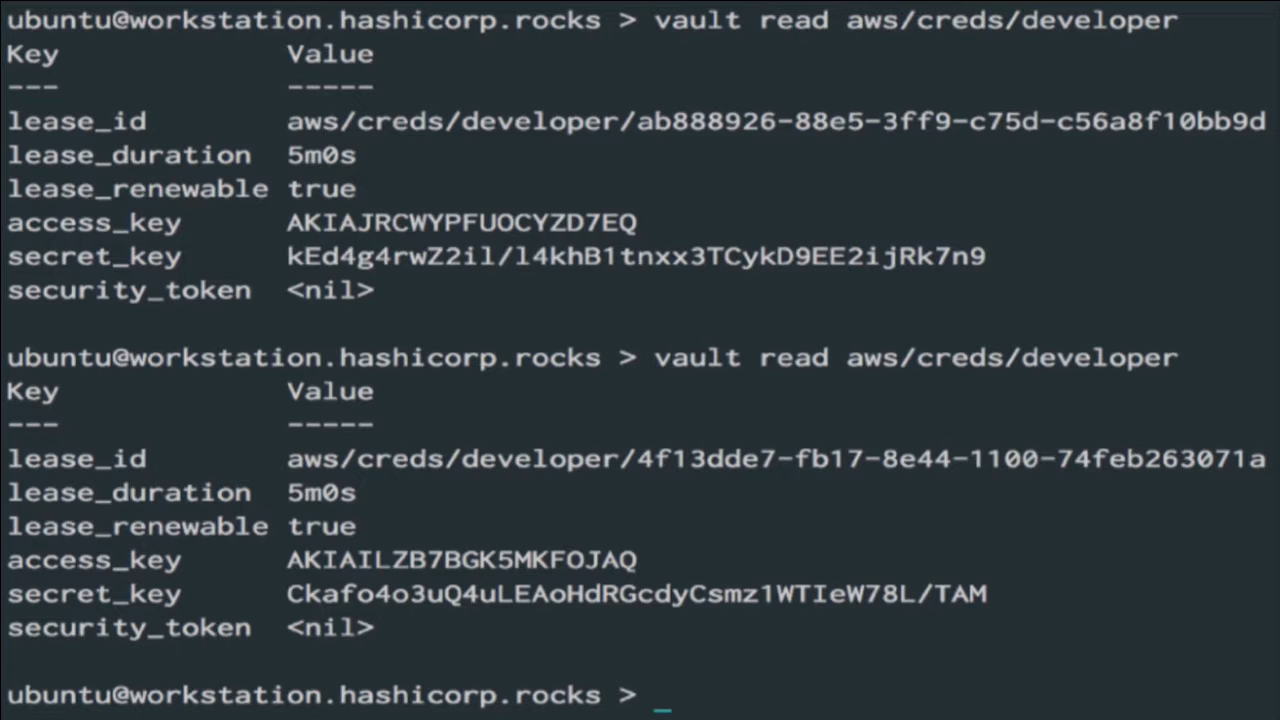 ubuntu@workstation.hashicorp.rocks > vault read aws/creds/developer
Key Value
--- -----
lease_id aws/creds/developer/ab888926-88e5-3ff9-c75d-c56a8f10bb9d
lease_duration 5m0s
lease_renewable true
access_key AKIAJRCWYPFUOCYZD7EQ
secret_key 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
security_token <nil>
ubuntu@workstation.hashicorp.rocks > vault read aws/creds/developer
Key Value
--- -----
lease_id aws/creds/developer/4f13dde7-fb17-8e44-1100-74feb263071a
lease_duration 5m0s
lease_renewable true
access_key AKIAILZB7BGK5MKFOJAQ
secret_key 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
security_token <nil>
ubuntu@workstation.hashicorp.rocks > _